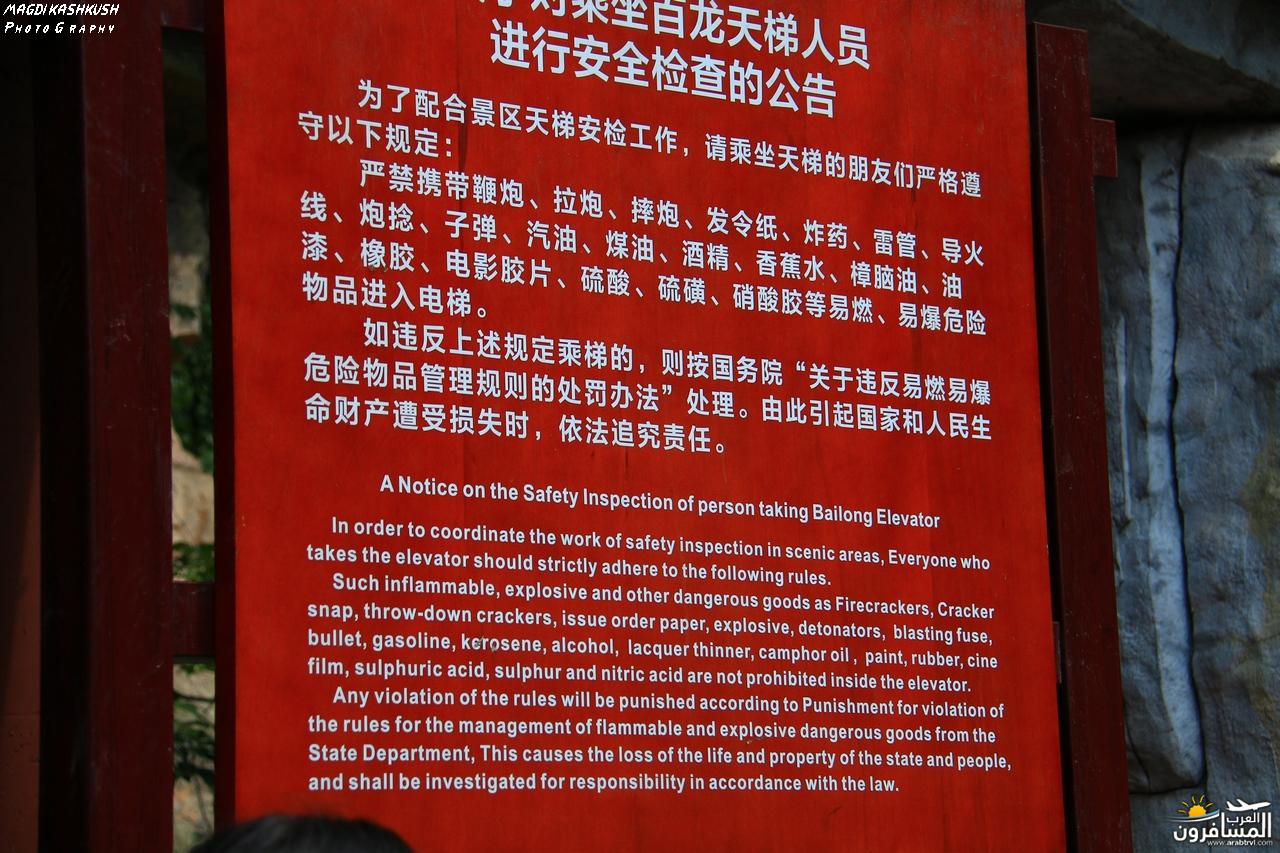 MAGDI KASHKUSH
PHOTOGRAPHY
对乘坐百龙天梯人员
进行安全检查的公告
为了配合景区天梯安检工作，请乘坐天梯的朋友们严格遵
守以下规定：
严禁携带鞭炮、拉炮、摔炮、发令纸、炸药、雷管、导火
线、炮捻、子弹、汽油、煤油、酒精、香蕉水、樟脑油、油
漆、橡胶、电影胶片、硫酸、硫磺、硝酸胶等易燃、易爆危险
物品进入电梯。
如违反上述规定乘梯的，则按国务院“关于违反易燃易爆
危险物品管理规则的处罚办法”处理。由此引起国家和人民生
命财产遭受损失时，依法追究责任。
A Notice on the Safety Inspection of person taking Bailong Elevator
In order to coordinate the work of safety inspection in scenic areas, Everyone who
takes the elevator should strictly adhere to the following rules.
Such inflammable, explosive and other dangerous goods as Firecrackers, Cracker
snap, throw-down crackers, issue order paper, explosive, detonators, blasting fuse,
bullet, gasoline, kerosene, alcohol, lacquer thinner, camphor oil, paint, rubber, cine
film, sulphuric acid, sulphur and nitric acid are not prohibited inside the elevator.
Any violation of the rules will be punished according to Punishment for violation of
the rules for the management of flammable and explosive dangerous goods from the
State Department, This causes the loss of the life and property of the state and people,
and shall be investigated for responsibility in accordance with the law.
العرب
المسافرون
www.arabtrvl.com